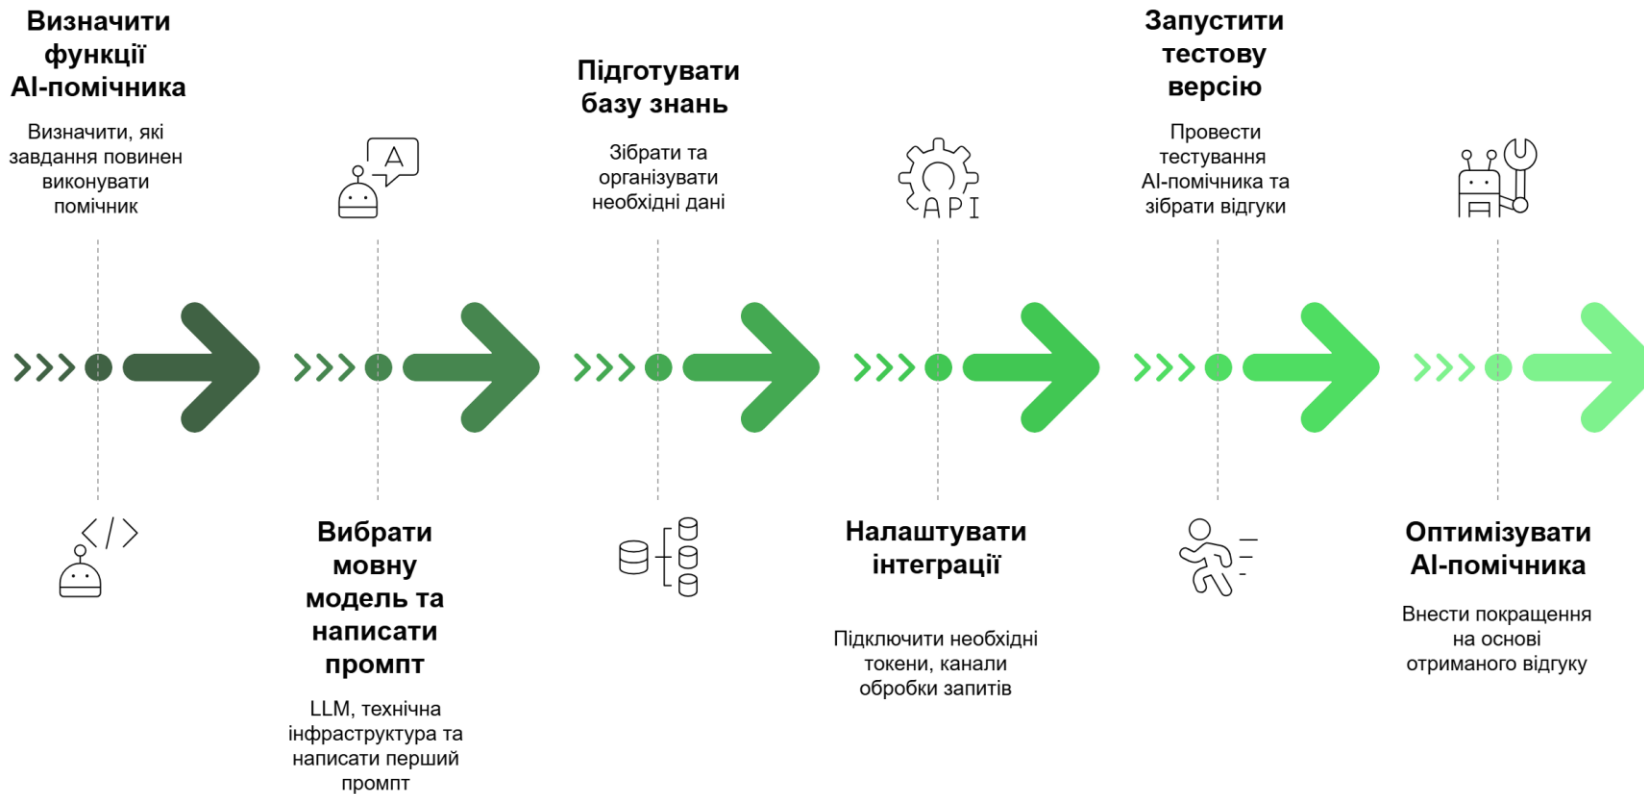 Визначити
функції
AI-помічника
Визначити, які
завдання повинен
виконувати
помічник
A
Вибрати
мовну
модель та
написати
промпт
LLM, технічна
інфраструктура та
написати перший
промпт
Підготувати
базу знань
Зібрати та
організувати
необхідні дані
API
Налаштувати
інтеграції
Підключити необхідні
токени, канали
обробки запитів
Запустити
тестову
версію
Провести
тестування
AI-помічника та
зібрати відгуки
Оптимізувати
AI-помічника
Внести покращення
на основі
отриманого відгуку